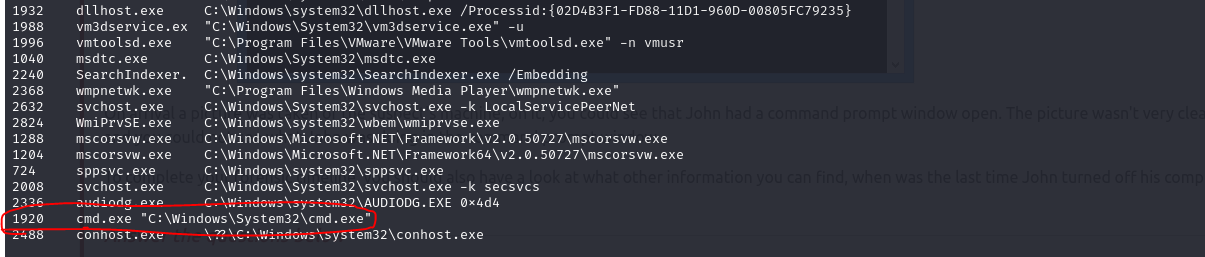 1932 dllhost.exe C:\Windows\system32\dllhost.exe /Processid:{02D4B3F1-FD88-11D1-960D-00805FC79235}
1988 vm3dservice.ex "C:\Windows\System32\vm3dservice.exe" -u
1996 vmtoolsd.exe "C:\Program Files\VMware\VMware Tools\vmtoolsd.exe" -n vmusr
1040 msdtc.exe C:\Windows\System32\msdtc.exe
2240 SearchIndexer. C:\Windows\system32\SearchIndexer.exe /Embedding
2368 wmpnetwk.exe "C:\Program Files\Windows Media Player\wmpnetwk.exe"
2632 svchost.exe C:\Windows\System32\svchost.exe -k LocalServicePeerNet
you could see that John had a command prompt window open. The picture wasn't very clea
2824 WmiPrvSE.exe C:\Windows\system32\wbem\wmiprvse.exe
1288 mscorsvw.exe C:\Windows\Microsoft.NET\Framework\v2.0.50727\mscorsvw.exe
1204 mscorsvw.exe C:\Windows\Microsoft.NET\Framework64\v2.0.50727\mscorsvw.exe
724 sppsvc.exe C:\Windows\system32\sppsvc.exe
also have a look at what other information you can find, when was the last time John turned off his comp
2008 svchost.exe C:\Windows\System32\svchost.exe -k secsvcs
2336 audiodg.exe C:\Windows\system32\AUDIODG.EXE 0×4d4
1920 cmd.exe "C:\Windows\System32\cmd.exe"
2488 conhost.exe \??\C:\Windows\system32\conhost.exe